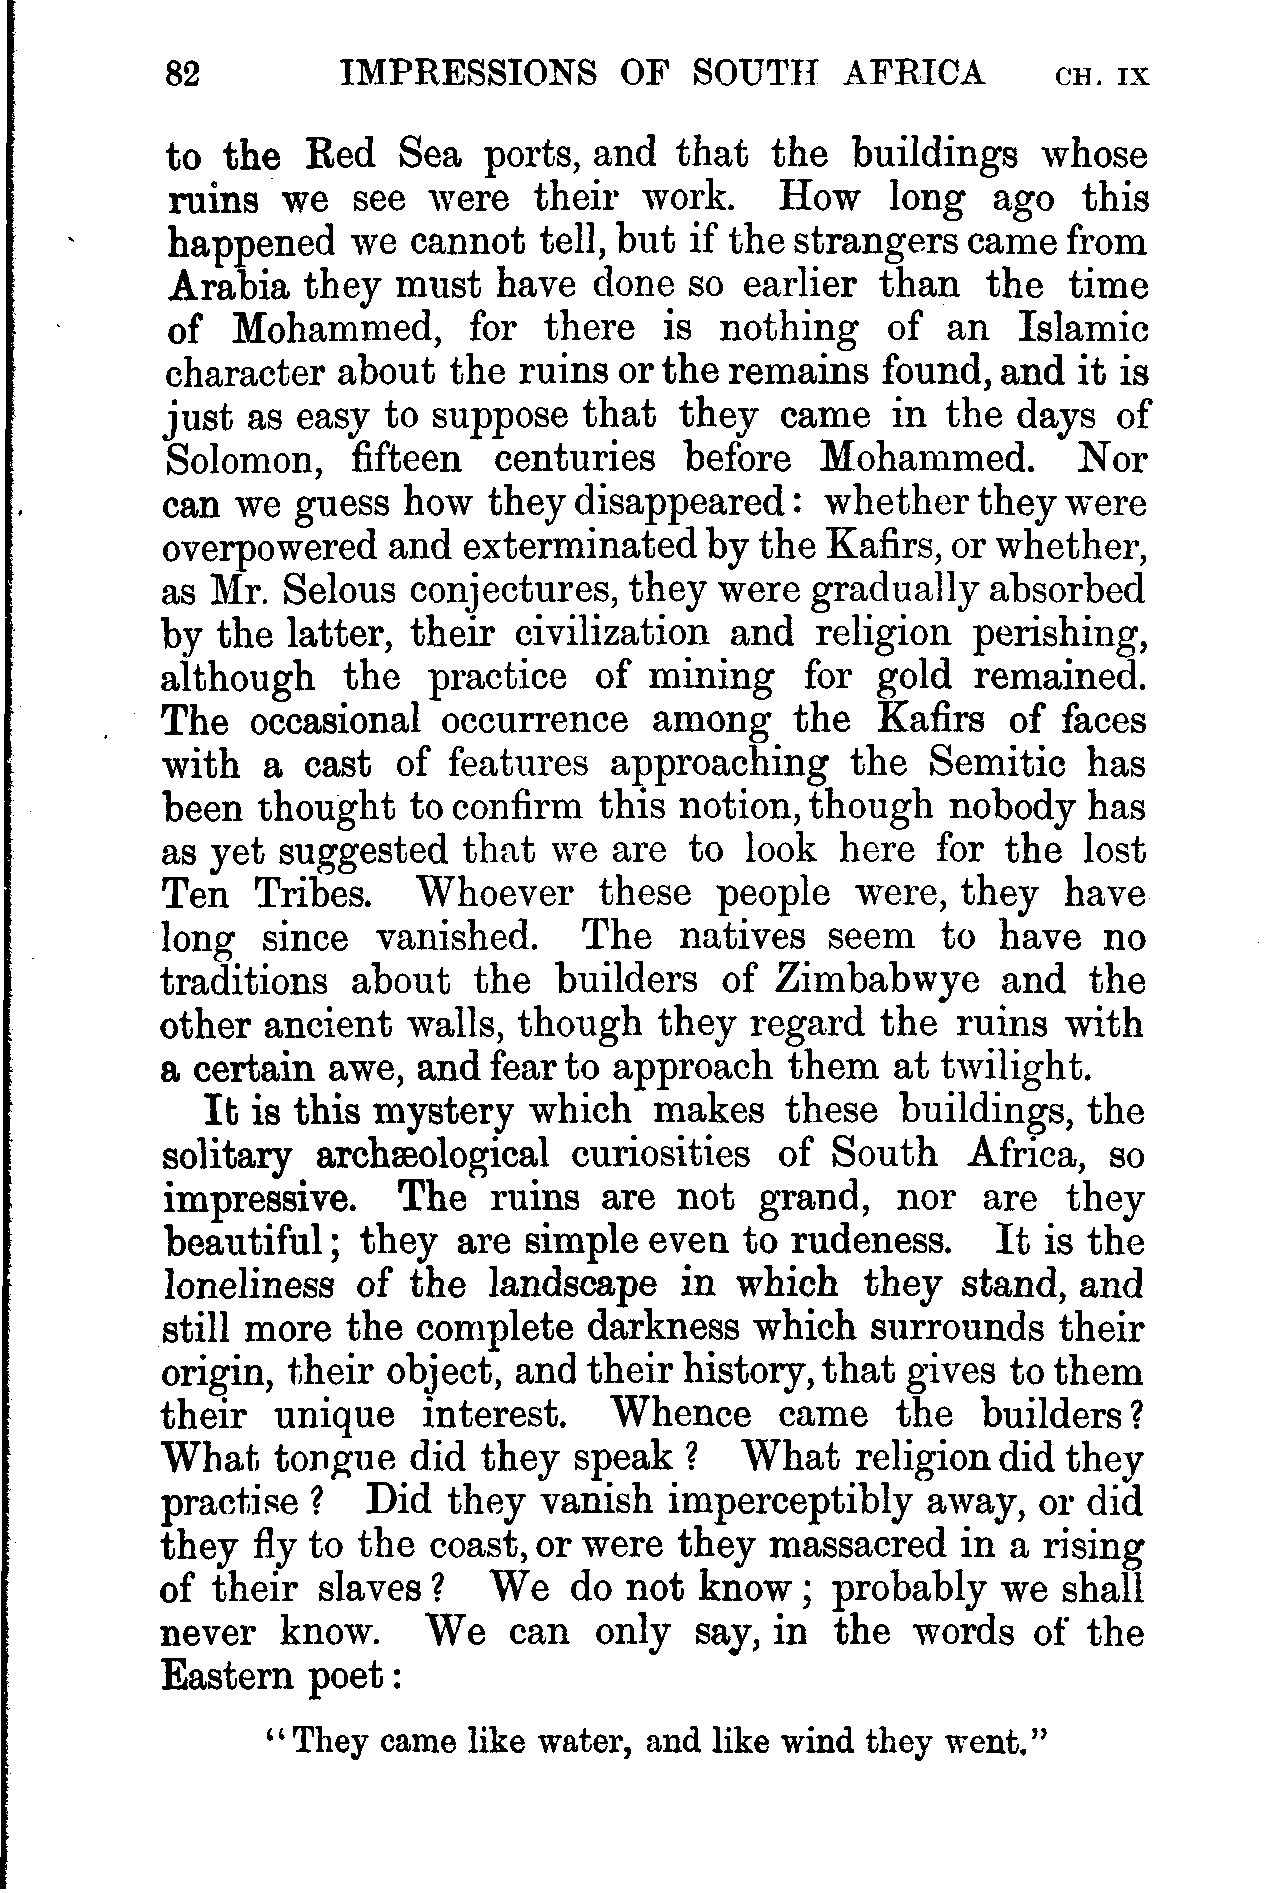 82 IMPRESSIONS OF SOUTH AFRICA CH. IX
to the Red Sea ports, and that the buildings whose
ruins we see were their work. How long ago this
happened we cannot tell, but if the strangers came from
Arabia they must have done so earlier than the time
of Mohammed, for there is nothing of an Islamic
character about the ruins or the remains found, and it is
just as easy to suppose that they came in the days of
Solomon, fifteen centuries before Mohammed. Nor
can we guess how they disappeared: whether they were
overpowered and exterminated by the Kafirs, or whether,
as Mr. Selous conjectures, they were gradually absorbed
by the latter, their civilization and religion perishing,
although the practice of mining for gold remained.
The occasional occurrence among the Kafirs of faces
with a cast of features approaching the Semitic has
been thought to confirm this notion, though nobody has
as yet suggested that we are to look here for the lost
Ten Tribes. Whoever these people were, they have
long since vanished. The natives seem to have no
traditions about the builders of Zimbabwye and the
other ancient walls, though they regard the ruins with
a certain awe, and fear to approach them at twilight.
It is this mystery which makes these buildings, the
solitary archæological curiosities of South Africa, so
impressive. The ruins are not grand, nor are they
beautiful; they are simple even to rudeness. It is the
loneliness of the landscape in which they stand, and
still more the complete darkness which surrounds their
origin, their object, and their history, that gives to them
their unique interest. Whence came the builders?
What tongue did they speak? What religion did they
practise? Did they vanish imperceptibly away, or did
they fly to the coast, or were they massacred in a rising
of their slaves? We do not know; probably we shall
never know. We can only say, in the words of the
Eastern poet:
"They came like water, and like wind they went."